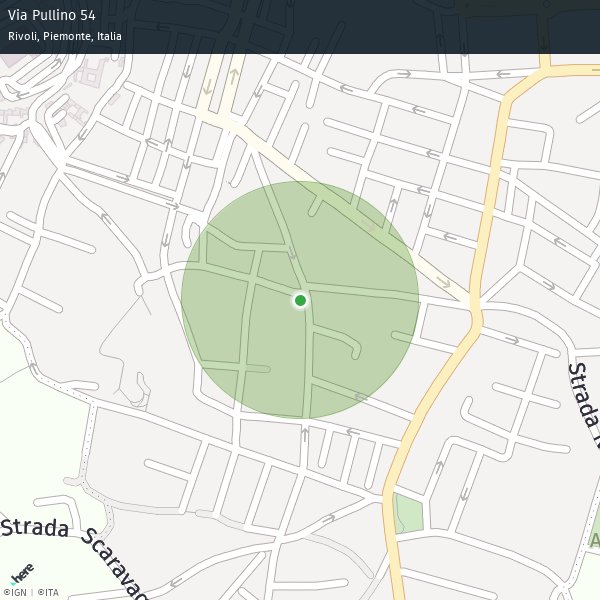 Via Pullino 54
Rivoli, Piemonte, Italia
Strada
Strada
Scaravag
A
here
©IGN | ©ITA